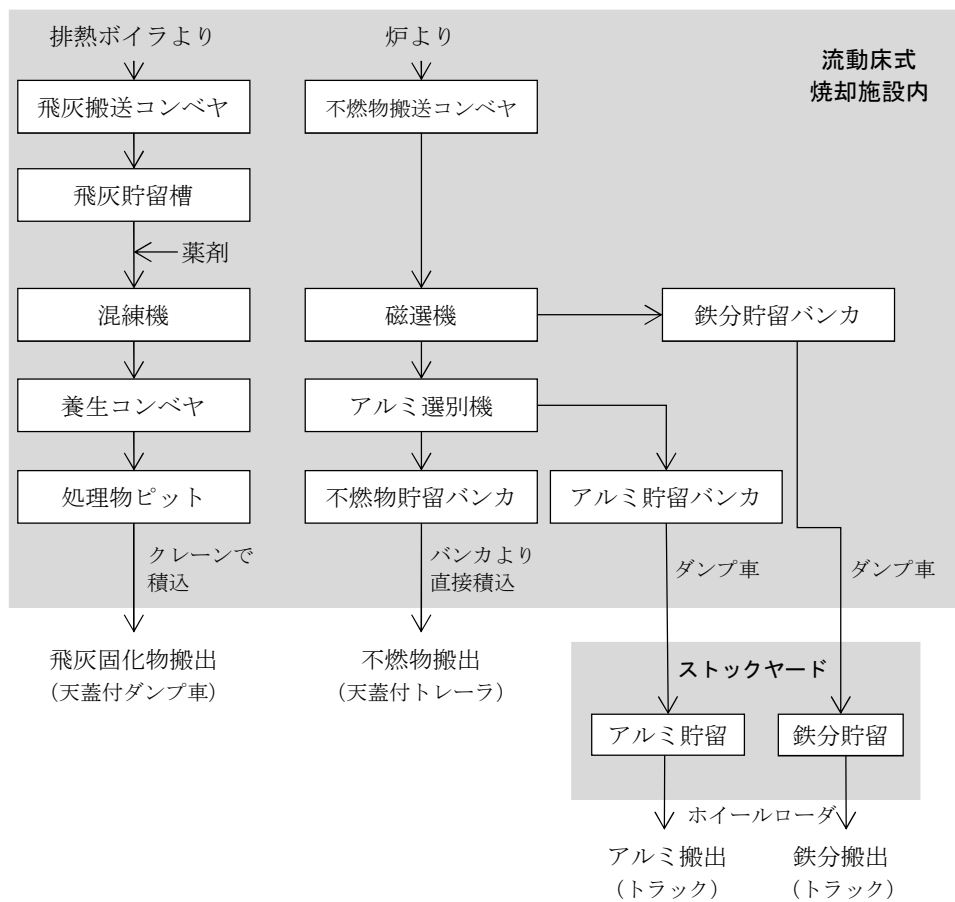 排熱ボイラより
炉より
流動床式
焼却施設内
飛灰搬送コンベヤ
不燃物搬送コンベヤ
飛灰貯留槽
薬剤
混練機
磁選機
鉄分貯留バンカ
養生コンベヤ
アルミ選別機
処理物ピット
不燃物貯留バンカ
アルミ貯留バンカ
クレーンで
積込
バンカより
直接積込
ダンプ車
ダンプ車
飛灰固化物搬出
(天蓋付ダンプ車)
不燃物搬出
(天蓋付トレーラ)
ストックヤード
アルミ貯留
鉄分貯留
ホイールローダ
アルミ搬出
(トラック)
鉄分搬出
(トラック)